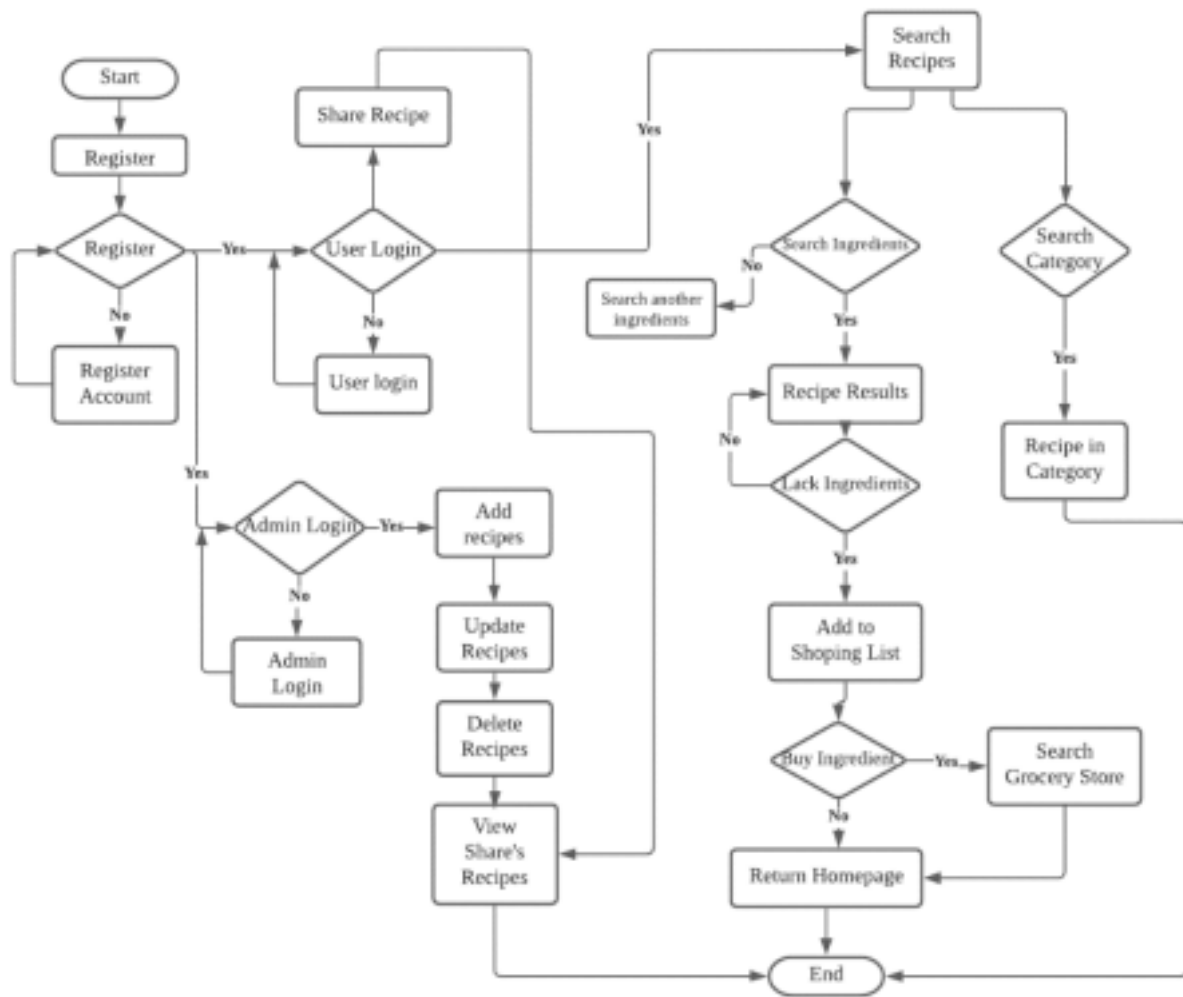 Start
Register
Register
No
Register
Account
Yes
Yes
Share Recipe
User Login
No
User login
Admin Login
No
Admin
Login
Yes
Add
recipes
Update
Recipes
Delete
Recipes
View
Share's
Recipes
Yes
Search
Recipes
Search Ingredients
No
Search another
ingredients
Yes
Recipe Results
No
Lack Ingredients
Yes
Add to
Shoping List
Buy Ingredient
Yes
Search
Grocery Store
No
Return Homepage
End
Search
Category
Yes
Recipe in
Category